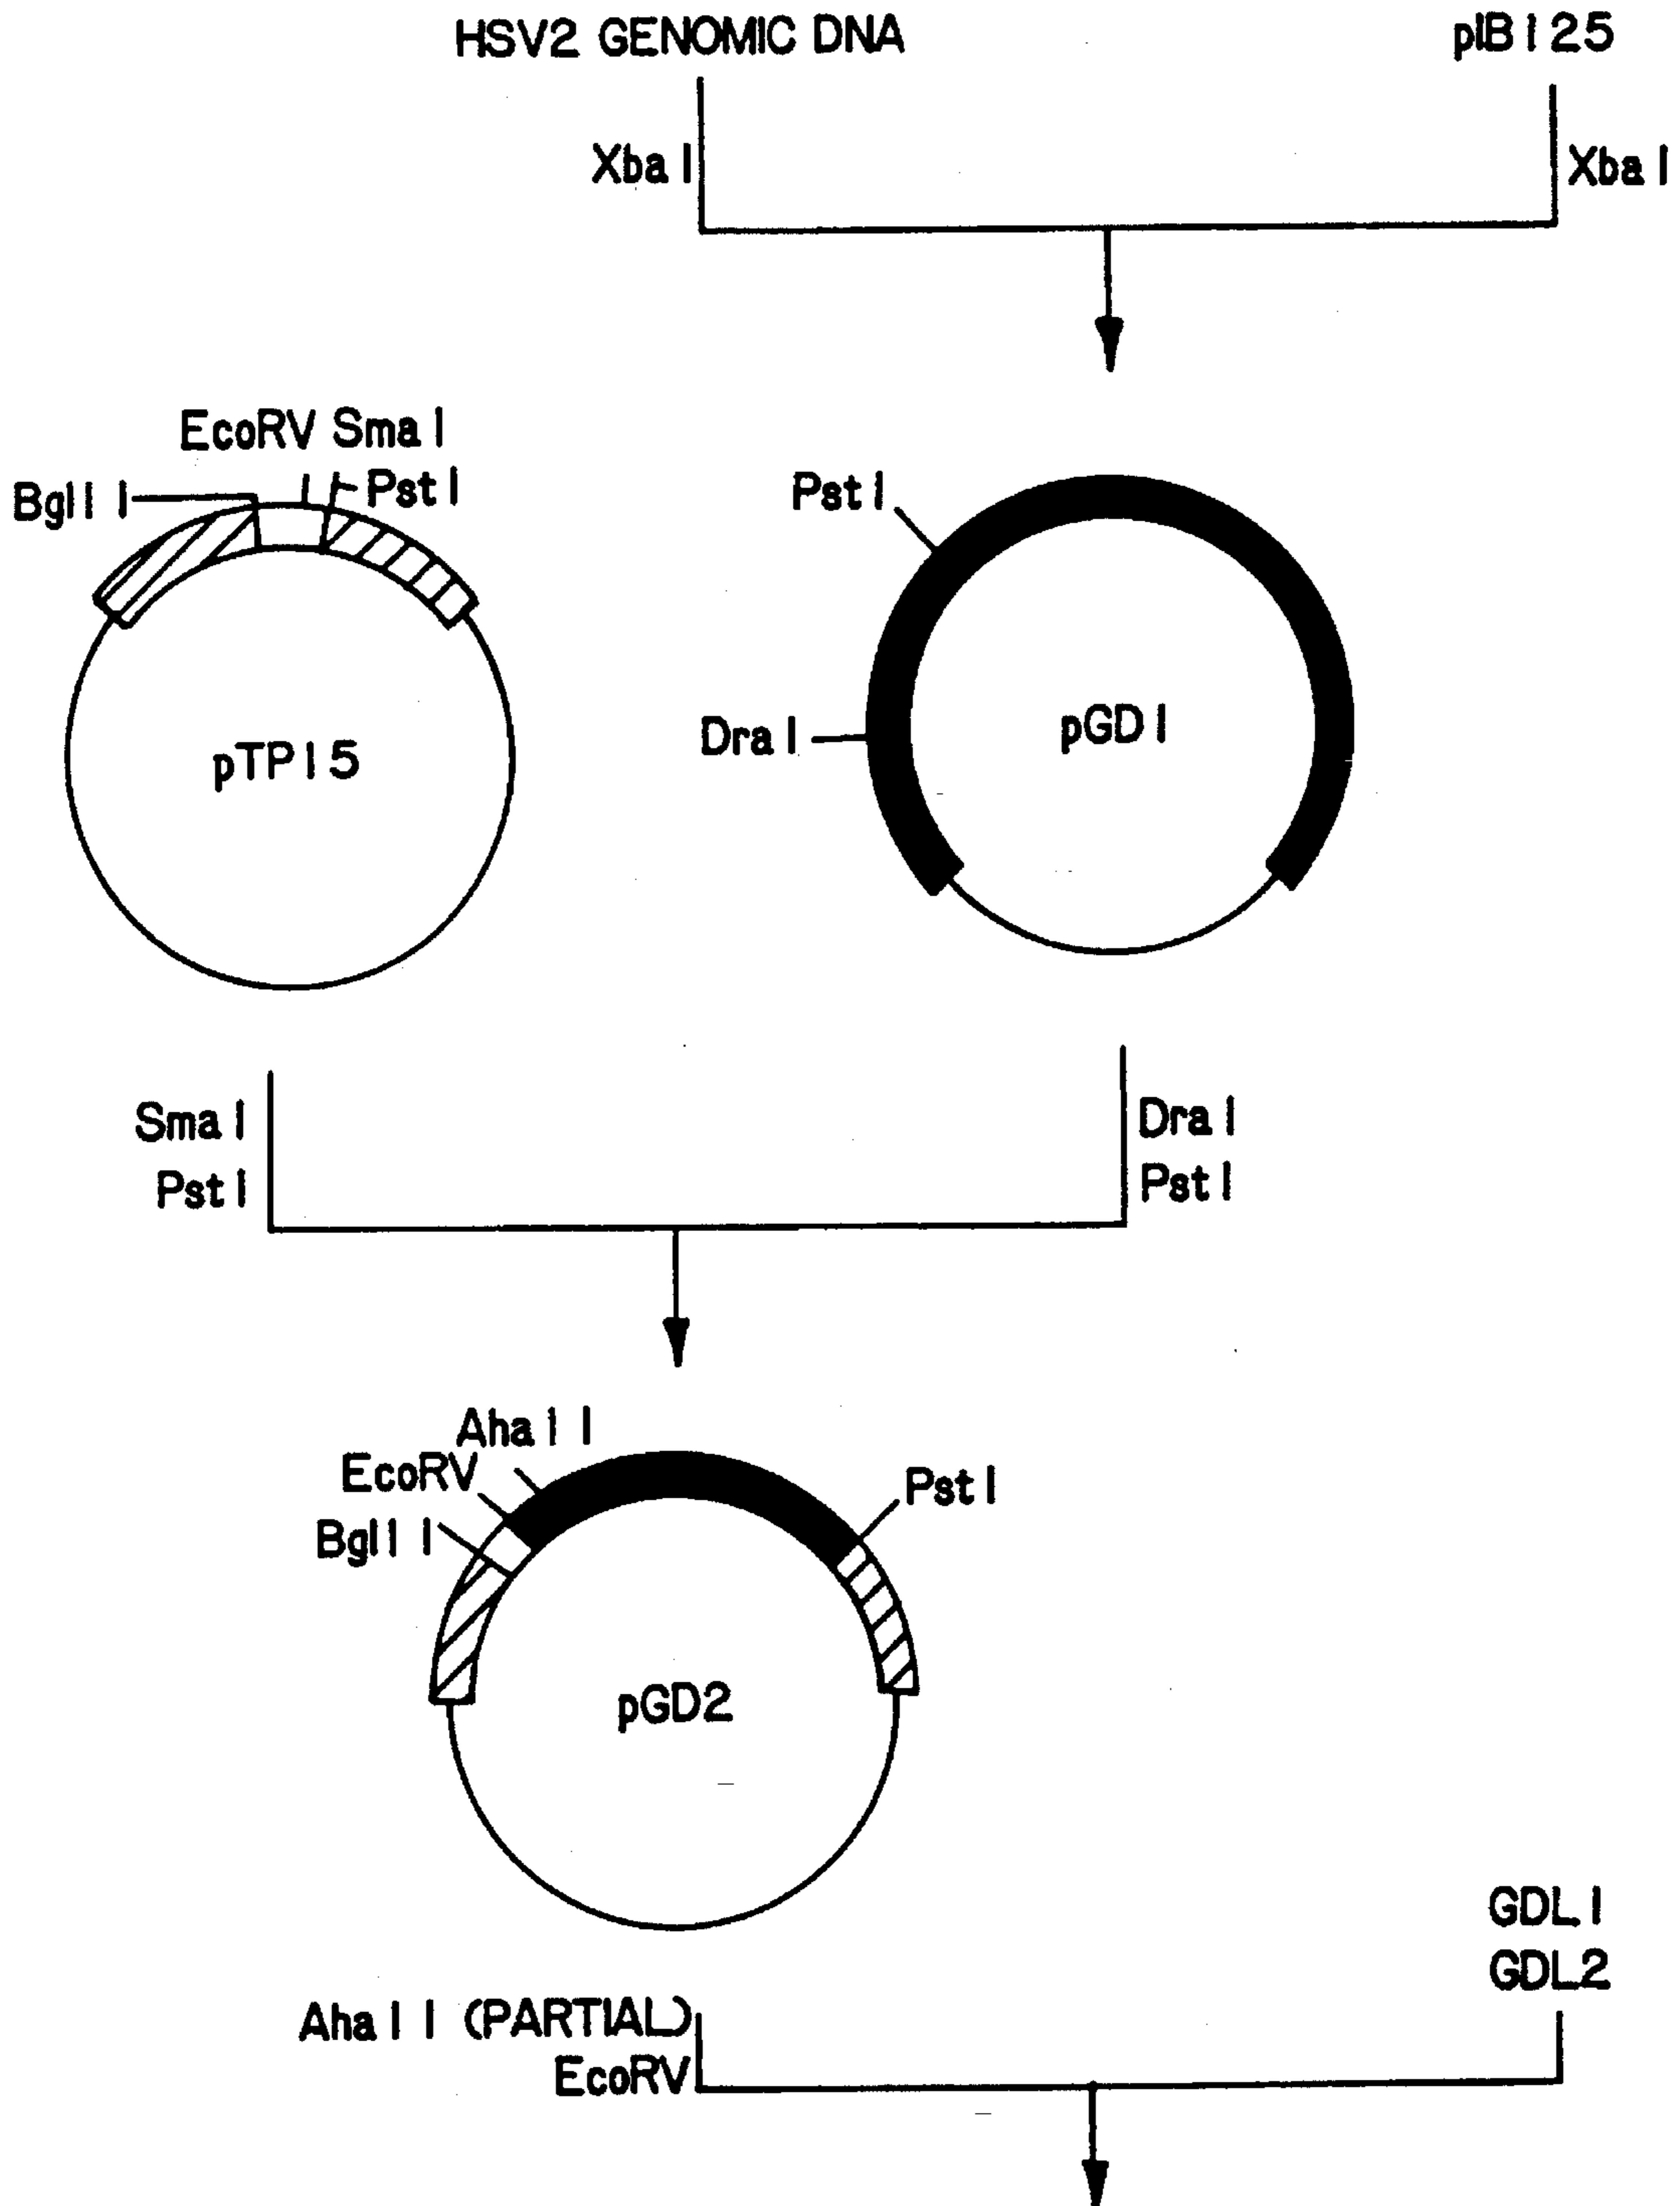 HSV2 GENOMIC DNA
pIB125
XbaI
XbaI
EcoRV SmaI
BglII
PstI
PstI
DraI
pTP15
pGD1
SmaI
PstI
DraI
PstI
AhaII
EcoRV
BglII
PstI
pGD2
GDL1
GDL2
AhaII (PARTIAL)
EcoRV